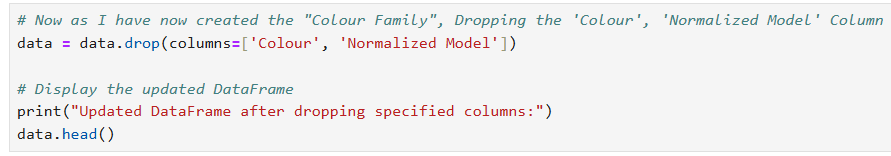 # Now as I have now created the "Colour Family", Dropping the 'Colour', 'Normalized Model' Column
data = data.drop(columns=['Colour', 'Normalized Model'])
# Display the updated DataFrame
print("Updated DataFrame after dropping specified columns:")
data.head()